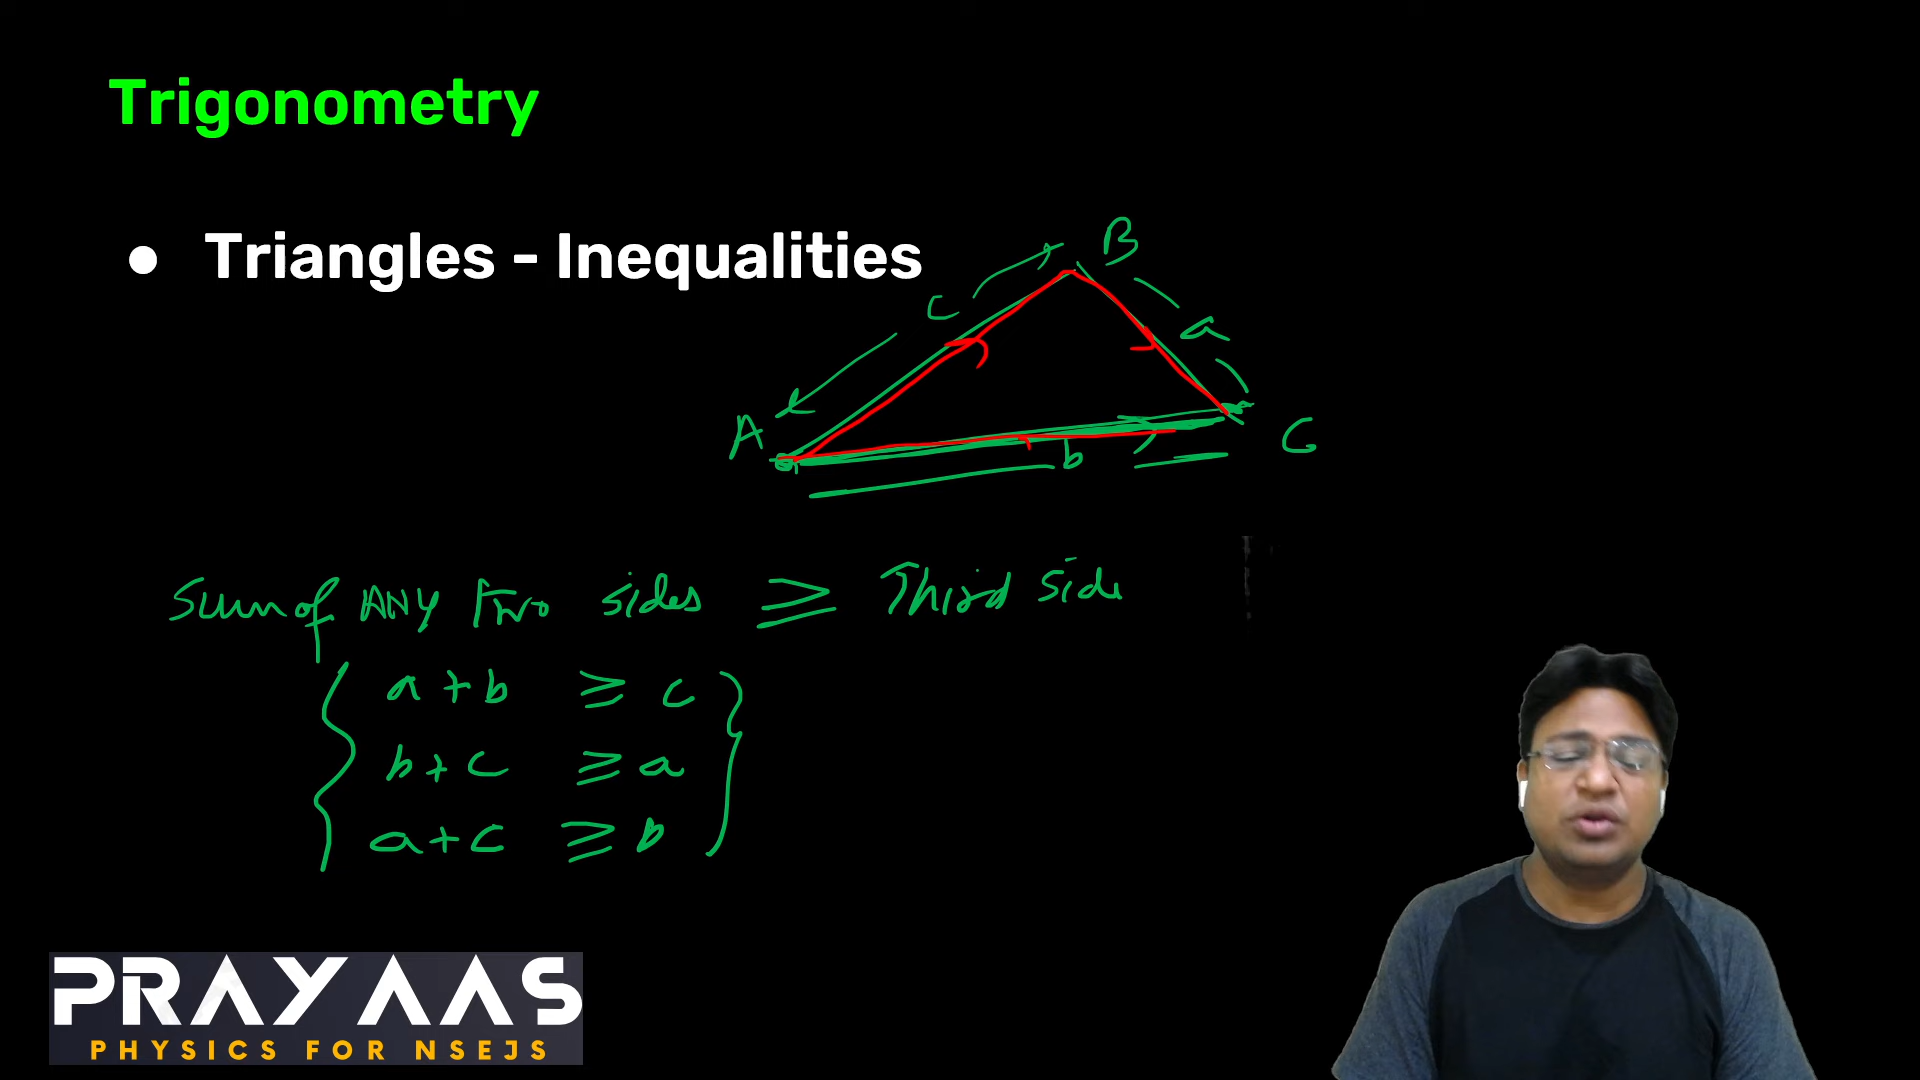 Trigonometry
● Triangles - Inequalities
B
c
a
A
b
C
Sum of ANY two sides ≥ Third side
a+b ≥ c
b+c ≥ a
a+c ≥ b
PRAYAAS
PHYSICS FOR NSEJS